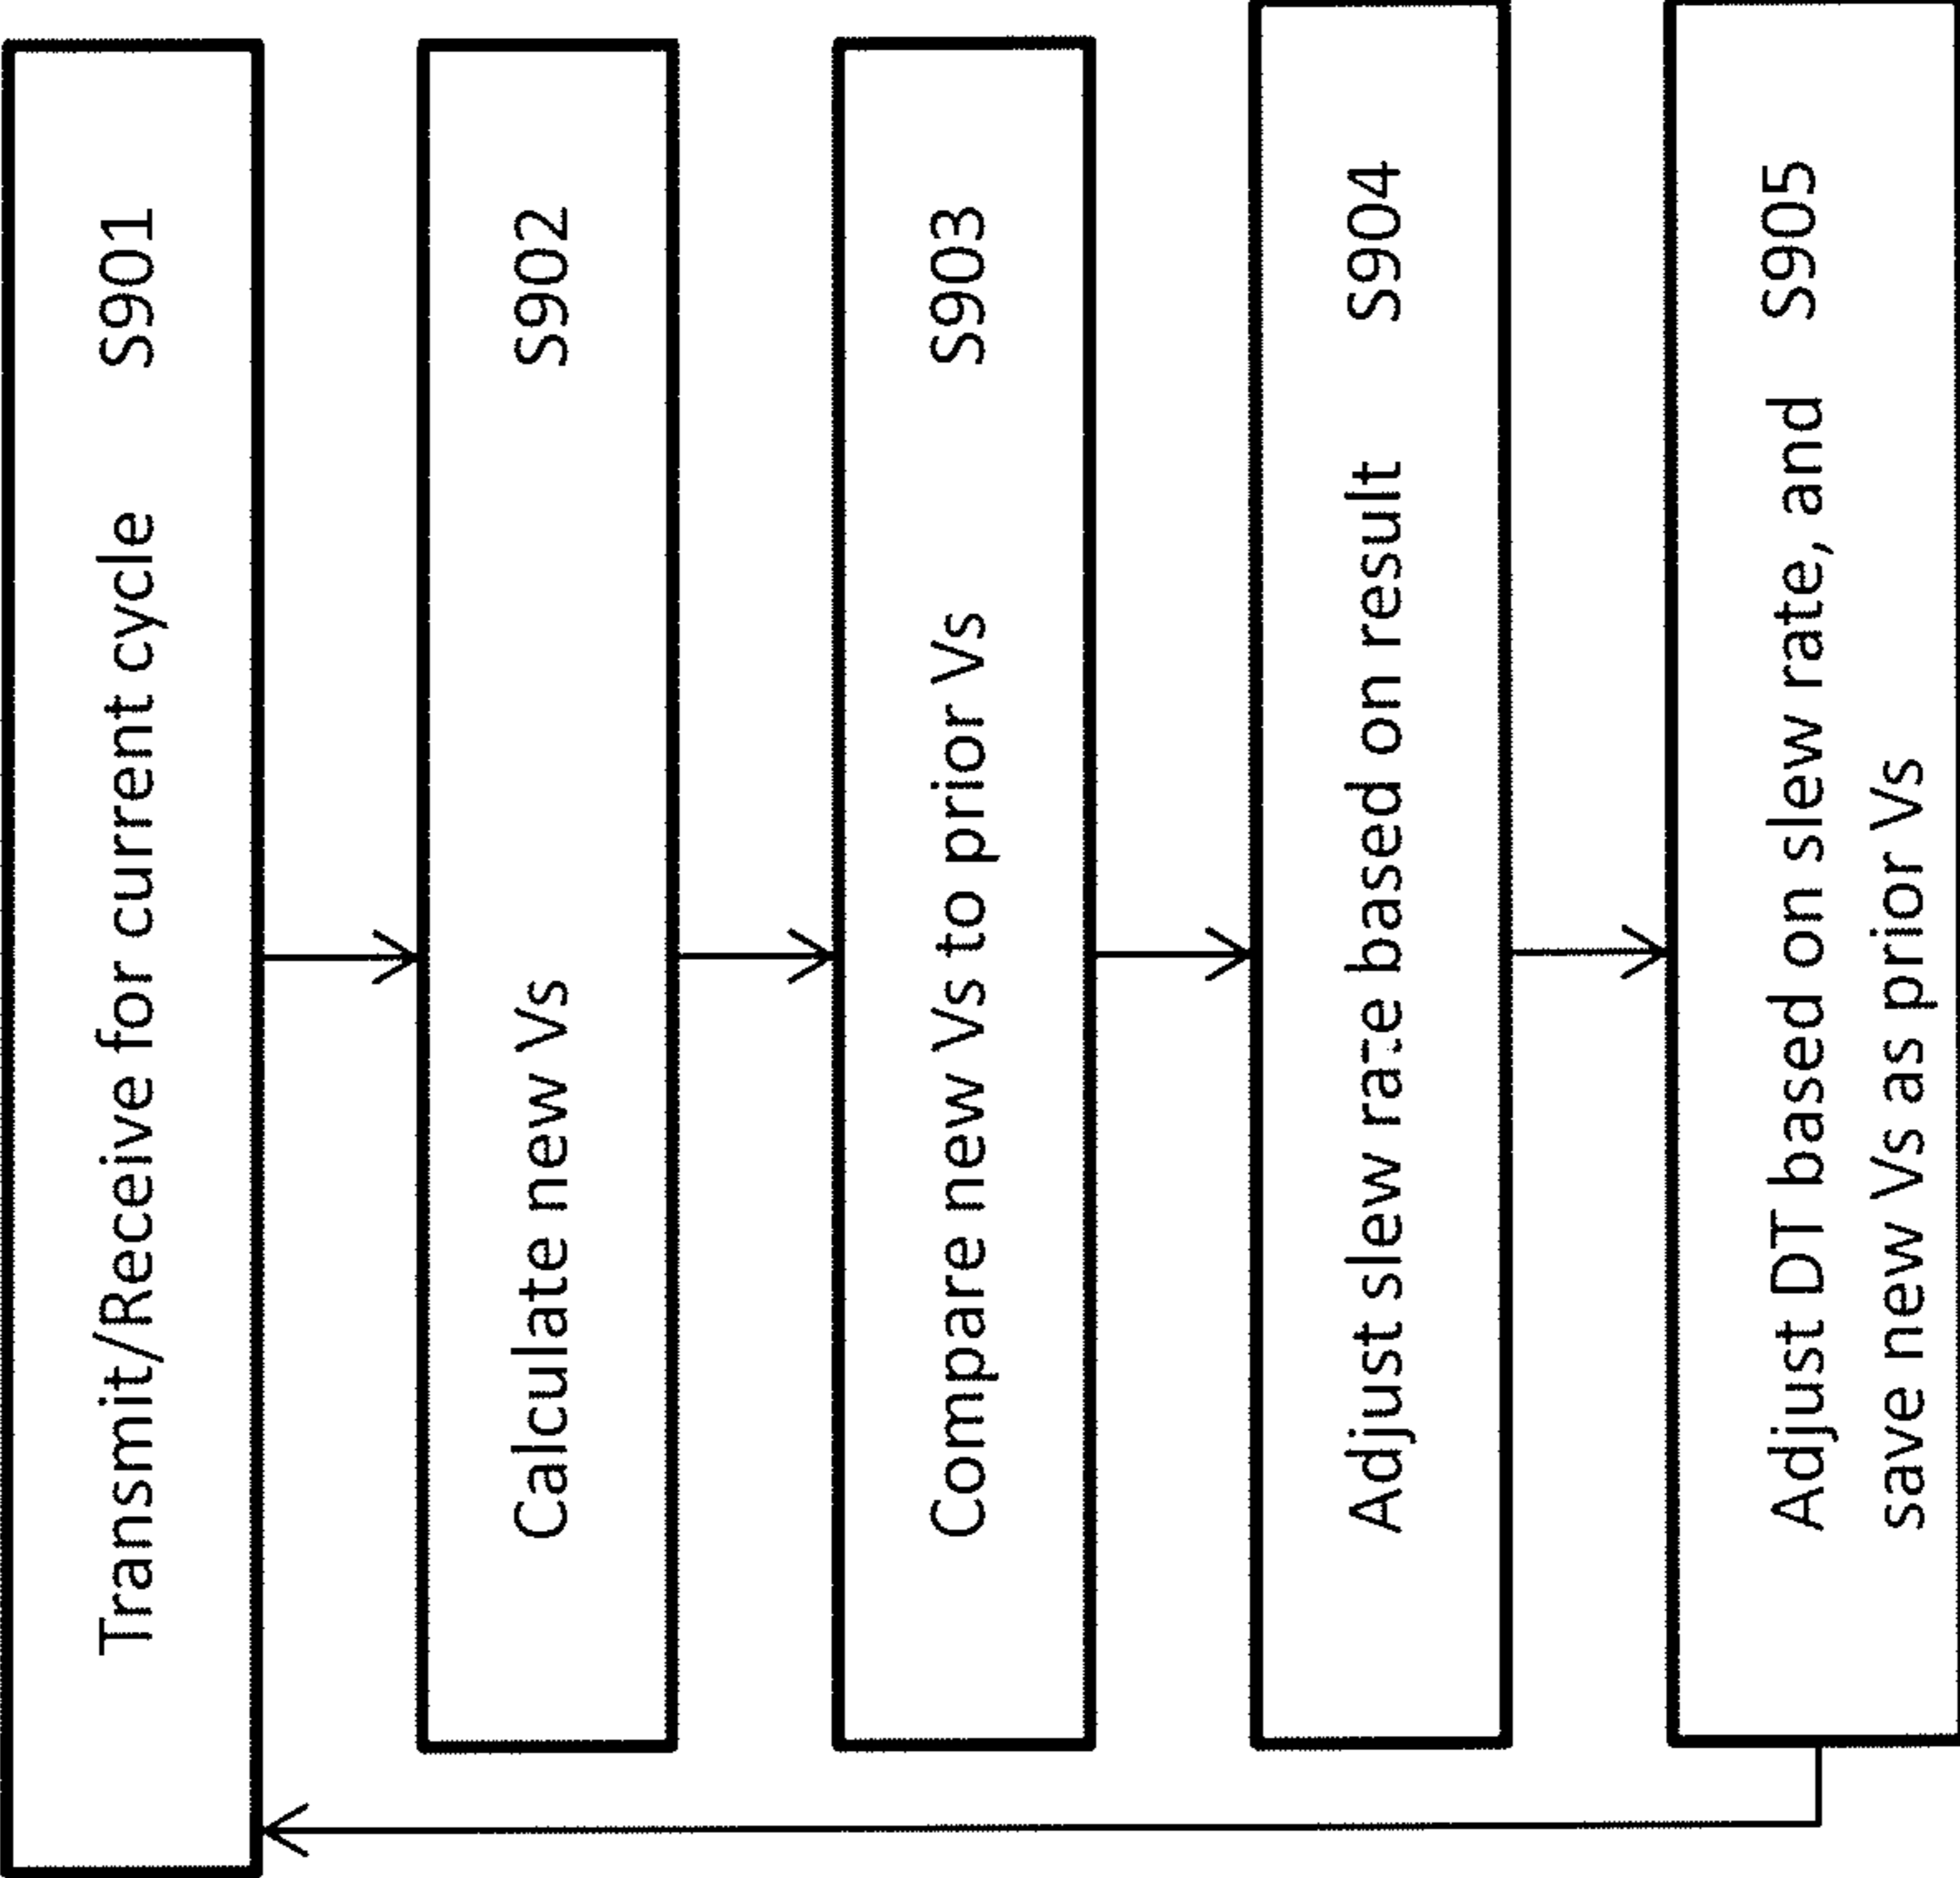 Transmit/Receive for current cycle S901
Calculate new Vs S902
Compare new Vs to prior Vs S903
Adjust slew rate based on result S904
Adjust DT based on slew rate, and S905
save new Vs as prior Vs